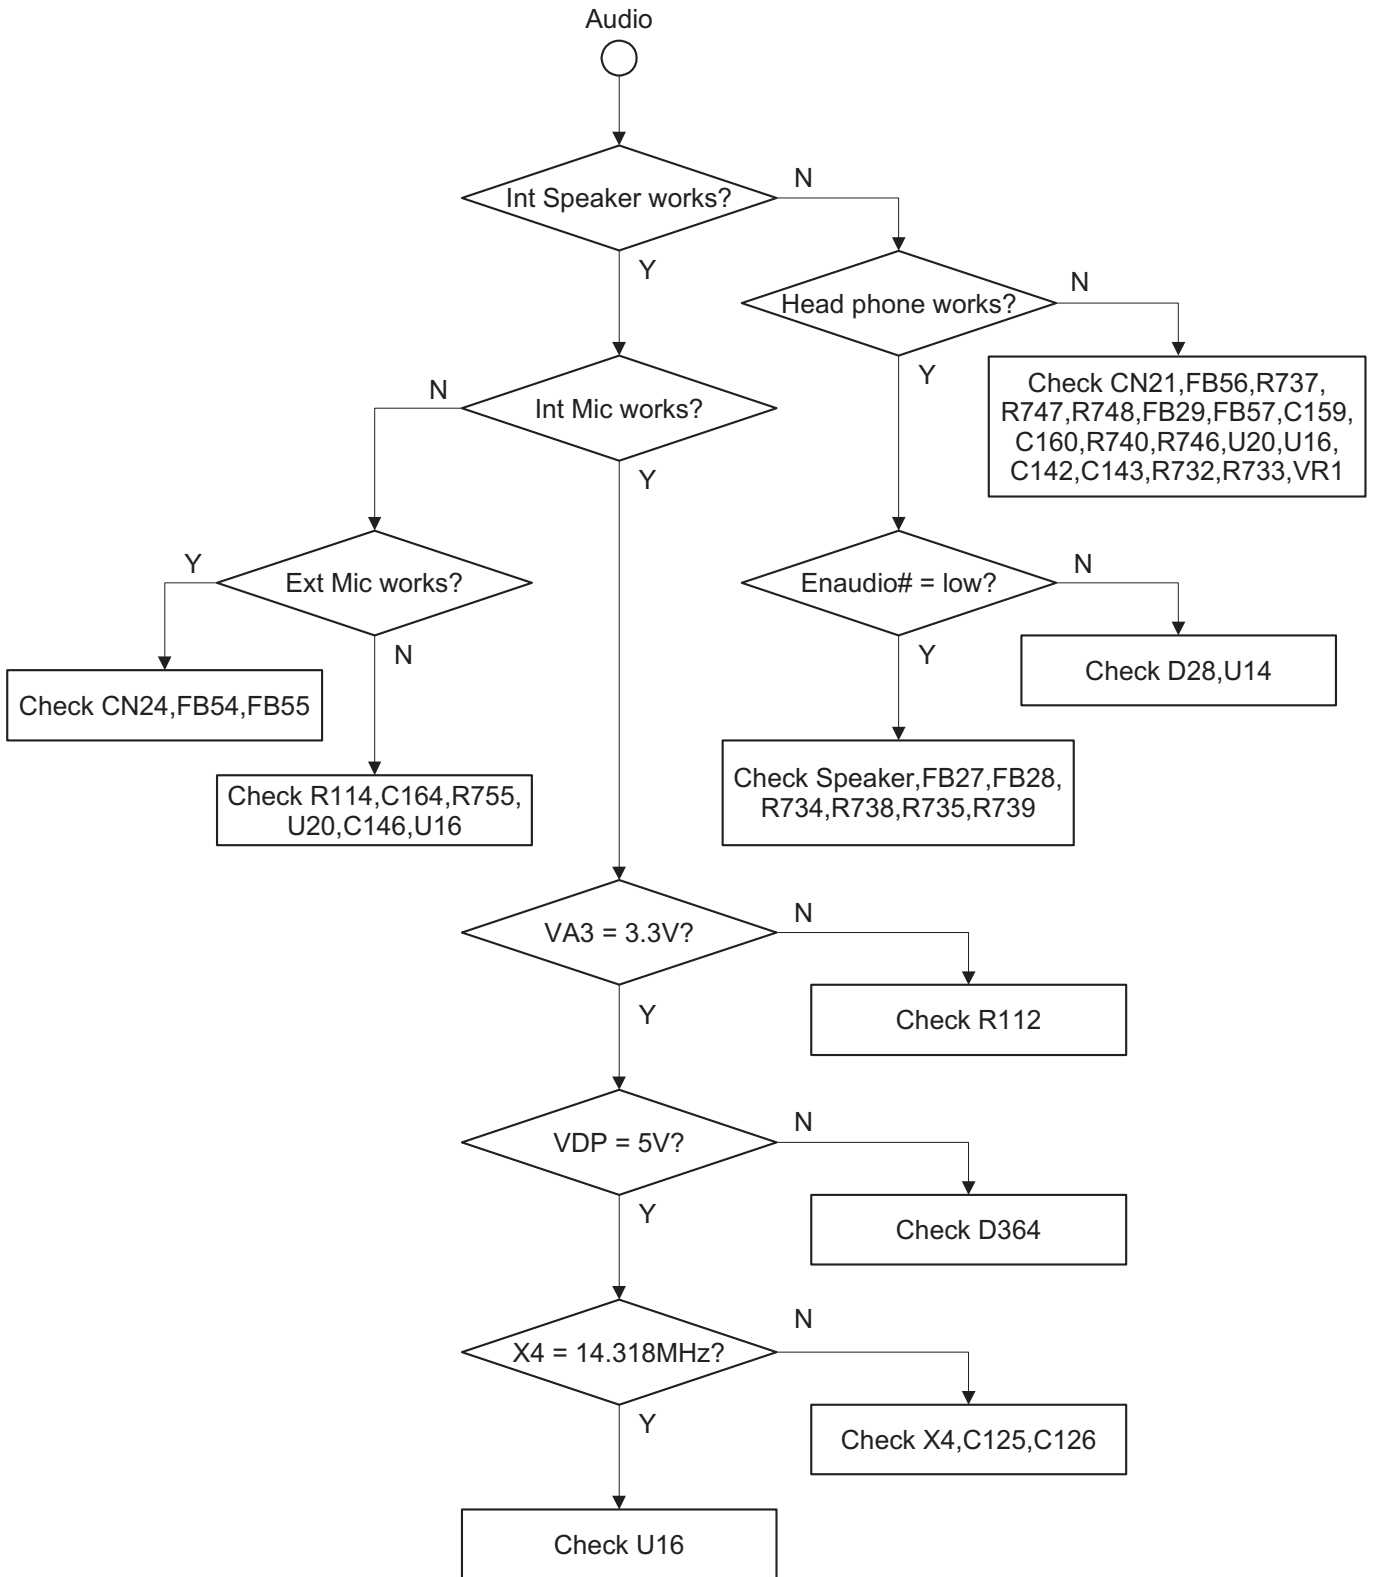 Audio
Int Speaker works?
N
Y
Head phone works?
N
Y
Check CN21,FB56,R737,
R747,R748,FB29,FB57,C159,
C160,R740,R746,U20,U16,
C142,C143,R732,R733,VR1
N
Int Mic works?
Y
Y
Ext Mic works?
N
Enaudio# = low?
N
Y
Check D28,U14
Check CN24,FB54,FB55
Check R114,C164,R755,
U20,C146,U16
Check Speaker,FB27,FB28,
R734,R738,R735,R739
VA3 = 3.3V?
N
Y
Check R112
VDP = 5V?
N
Y
Check D364
X4 = 14.318MHz?
N
Y
Check X4,C125,C126
Check U16